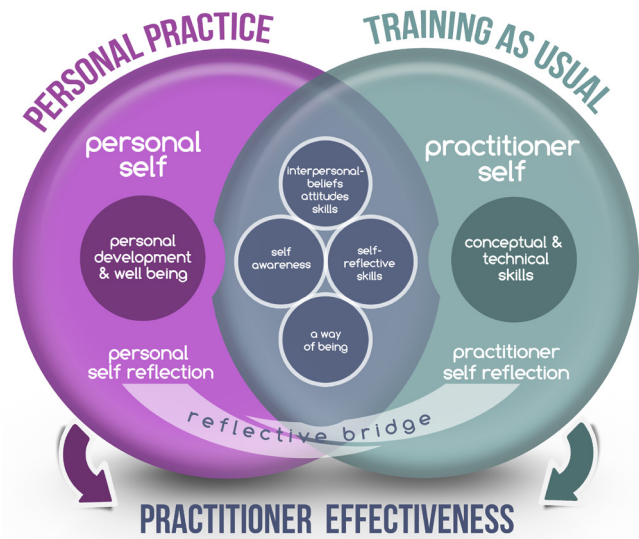 PERSONAL PRACTICE
TRAINING AS USUAL
personal
self
practitioner
self
interpersonal-
beliefs
attitudes
skills
personal
development
& well being
self
awareness
self-
reflective
skills
conceptual &
technical
skills
a way
of being
personal
self reflection
practitioner
self reflection
reflective bridge
PRACTITIONER EFFECTIVENESS